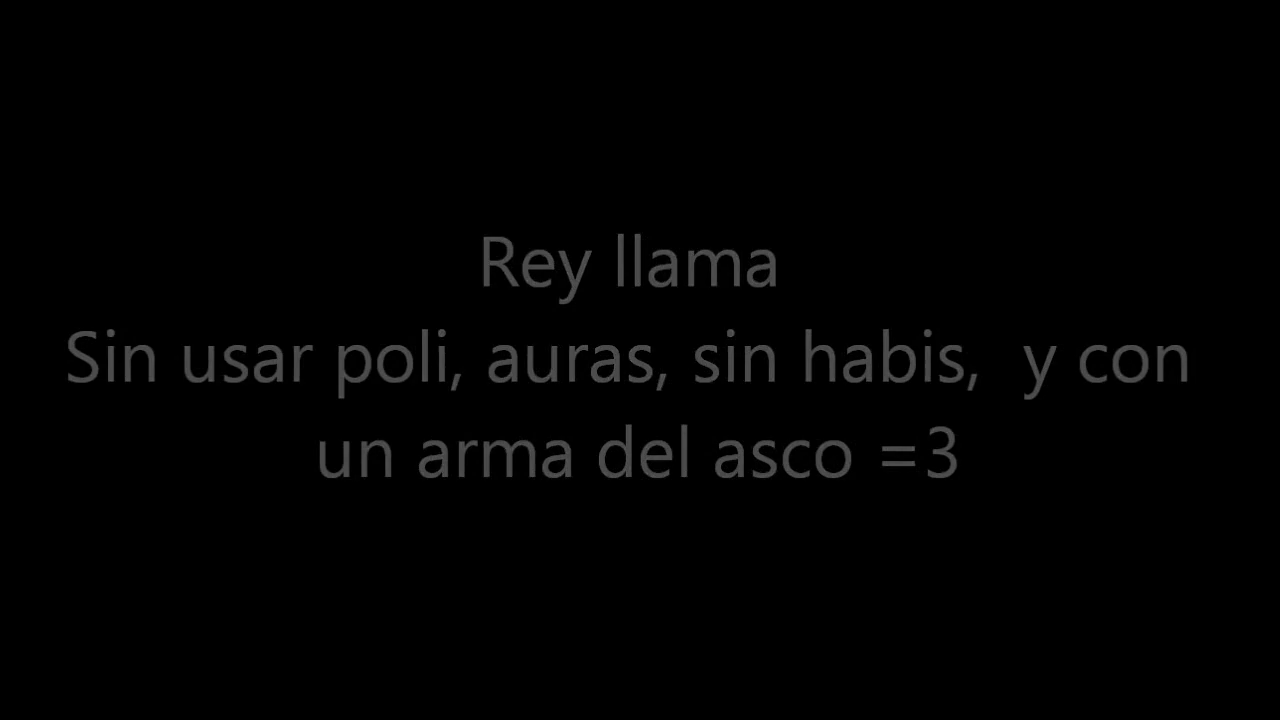 Rey llama
Sin usar poli, auras, sin habis,  y con
un arma del asco =3